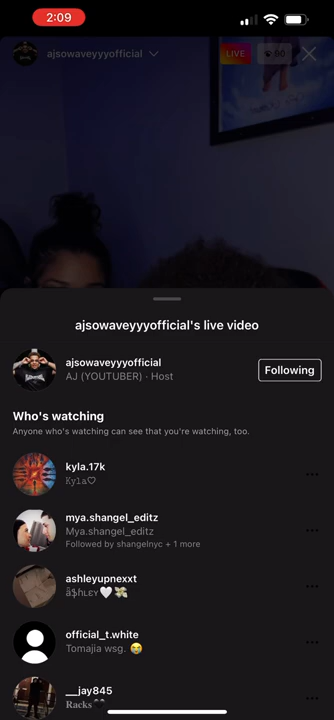 2:09
ajsowaveyyyofficial
LIVE
ajsowaveyyyofficial's live video
ajsowaveyyyofficial
AJ (YOUTUBER) · Host
Following
Who's watching
Anyone who's watching can see that you're watching, too.
kyla.17k
𝙺𝚢𝚕𝚊♡
mya.shangel_editz
Mya.shangel_editz
Followed by shangelnyc + 1 more
ashleyupnexxt
official_t.white
Tomajia wsg. 😭
__jay845
𝐑𝐚𝐜𝐤𝐬